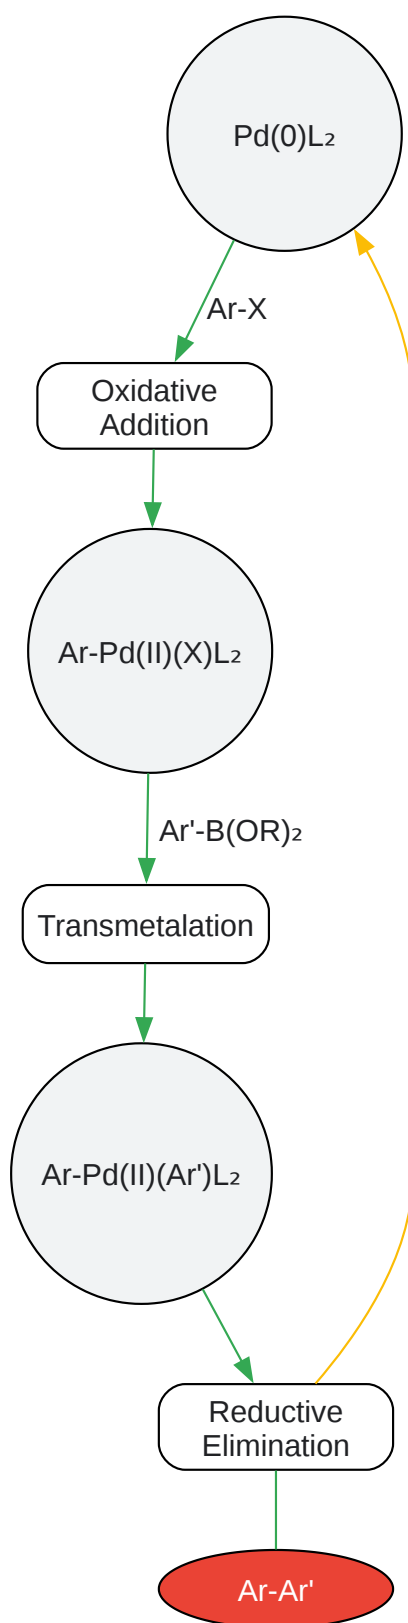 Pd(0)L₂
Ar-X
Oxidative
Addition
Ar-Pd(II)(X)L₂
Ar'-B(OR)₂
Transmetalation
Ar-Pd(II)(Ar')L₂
Reductive
Elimination
Ar-Ar'